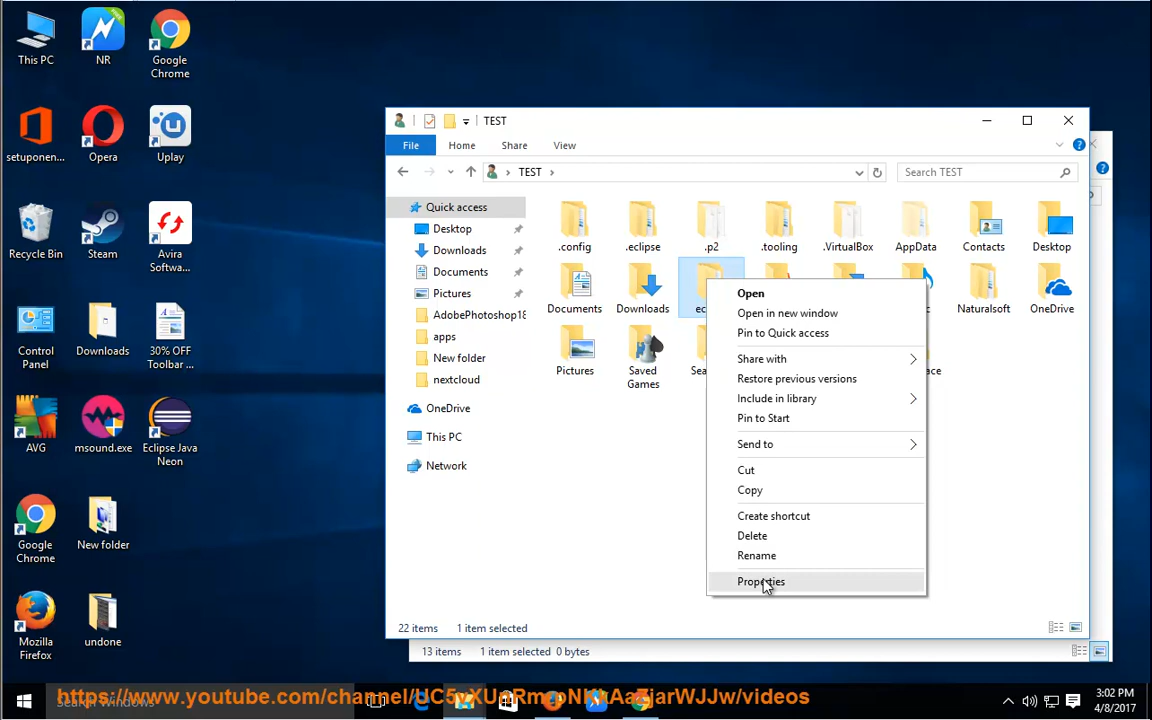 This PC
NR
Google Chrome
setuponen...
Opera
Uplay
Recycle Bin
Steam
Avira Softwa...
Control Panel
Downloads
30% OFF Toolbar ...
AVG
msound.exe
Eclipse Java Neon
Google Chrome
New folder
Mozilla Firefox
undone
TEST
File Home Share View
TEST
Search TEST
Quick access
Desktop
Downloads
Documents
Pictures
AdobePhotoshop18
apps
New folder
nextcloud
OneDrive
This PC
Network
.config .eclipse .p2 .tooling .VirtualBox AppData Contacts Desktop
Documents Downloads ec Naturalsoft OneDrive
Pictures Saved Games Sea ace
Open
Open in new window
Pin to Quick access
Share with
Restore previous versions
Include in library
Pin to Start
Send to
Cut
Copy
Create shortcut
Delete
Rename
Properties
22 items 1 item selected
13 items 1 item selected 0 bytes
Search Windows
3:02 PM
4/8/2017